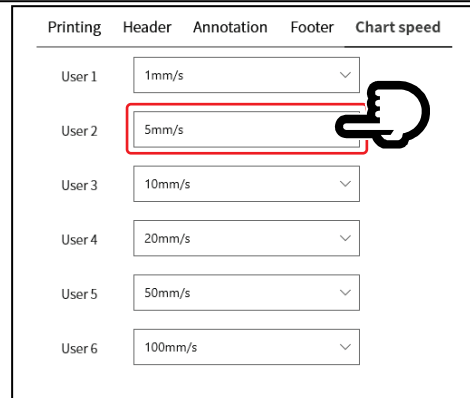 Printing Header Annotation Footer Chart speed
User 1 1mm/s
User 2 5mm/s
User 3 10mm/s
User 4 20mm/s
User 5 50mm/s
User 6 100mm/s